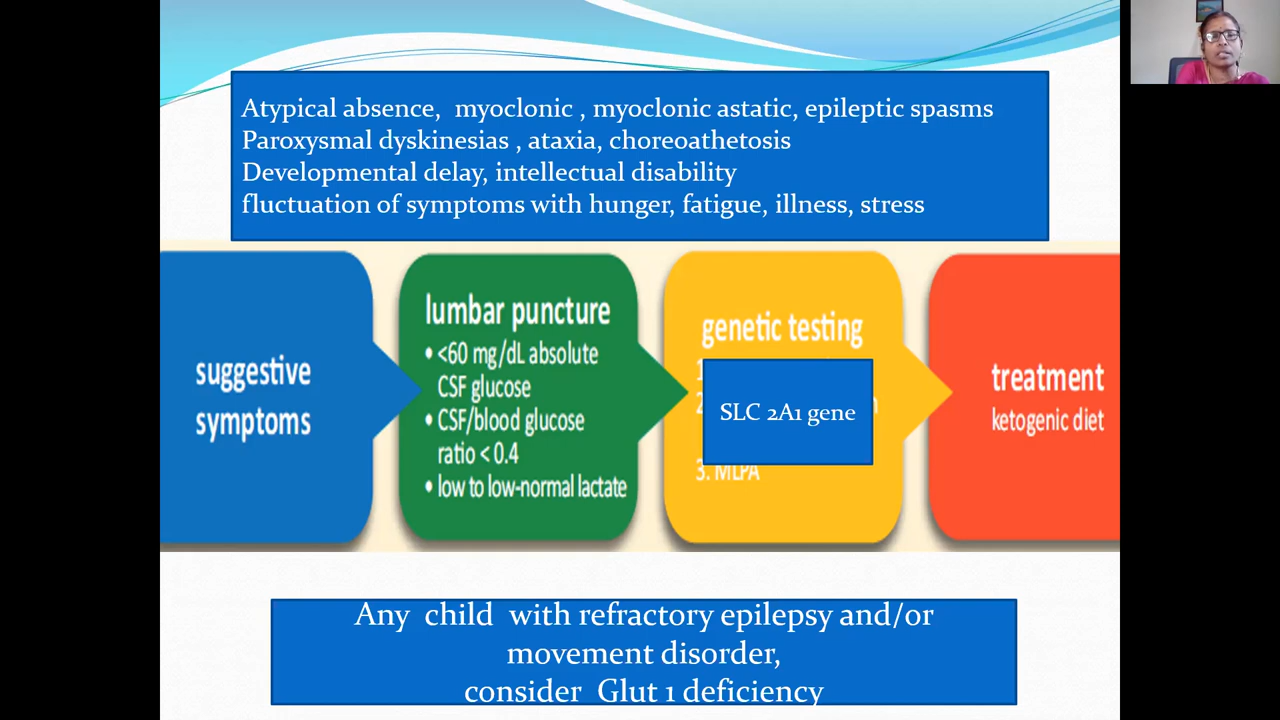 Atypical absence, myoclonic , myoclonic astatic, epileptic spasms
Paroxysmal dyskinesias , ataxia, choreoathetosis
Developmental delay, intellectual disability
fluctuation of symptoms with hunger, fatigue, illness, stress
suggestive
symptoms
lumbar puncture
• <60 mg/dL absolute
CSF glucose
• CSF/blood glucose
ratio < 0.4
• low to low-normal lactate
genetic testing
SLC 2A1 gene
3. MLPA
treatment
ketogenic diet
Any child with refractory epilepsy and/or
movement disorder,
consider Glut 1 deficiency